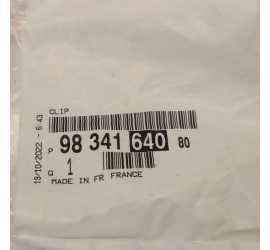 CLIP
P 98 341 640 80
Q 1
MADE IN FR FRANCE
19/10/2022 - 6:43